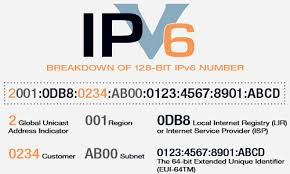 IPV6
BREAKDOWN OF 128-BIT IPv6 NUMBER
2001:0DB8:0234:AB00:0123:4567:8901:ABCD
2 Global Unicast Address Indicator
001 Region
0DB8 Local Internet Registry (LIR) or Internet Service Provider (ISP)
0234 Customer
AB00 Subnet
0123:4567:8901:ABCD
The 64-bit Extended Unique Identifier (EUI-64TM)